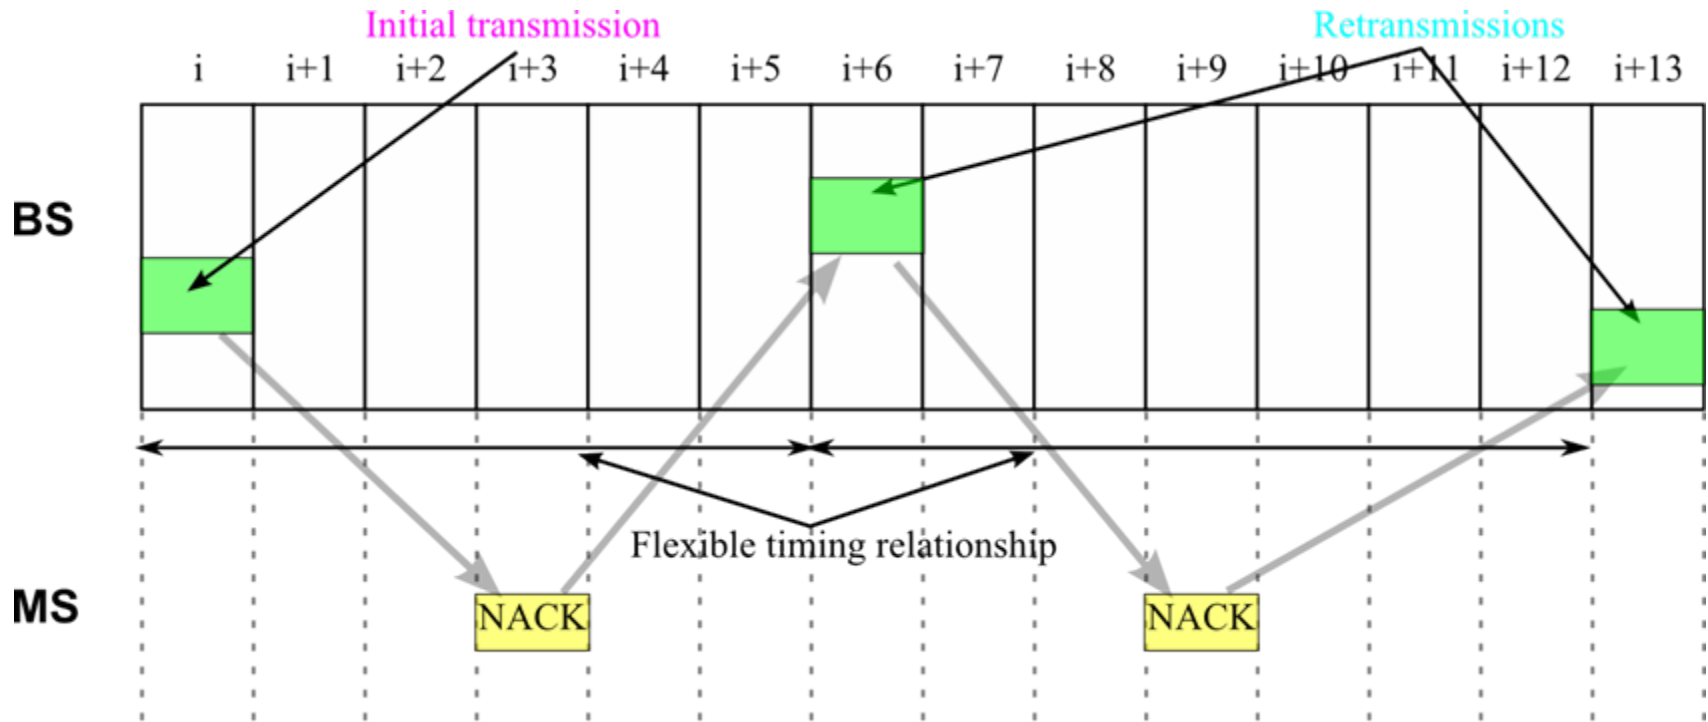 Initial transmission
Retransmissions
i i+1 i+2 i+3 i+4 i+5 i+6 i+7 i+8 i+9 i+10 i+11 i+12 i+13
BS
Flexible timing relationship
MS
NACK
NACK